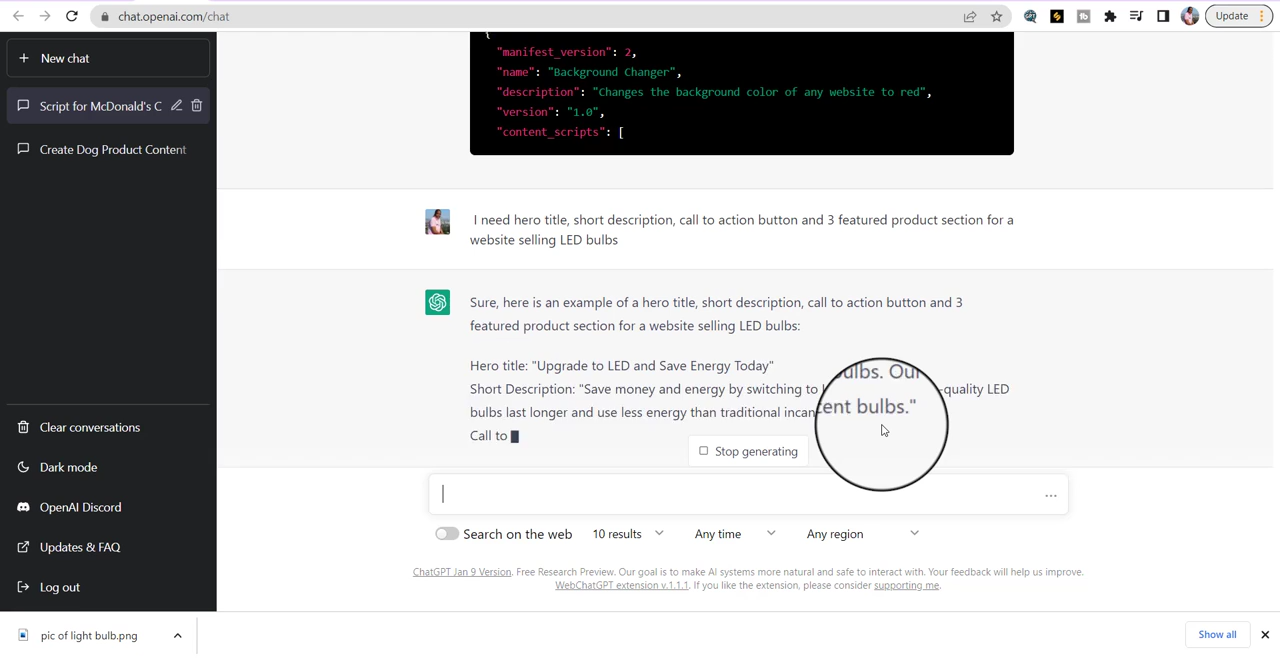 chat.openai.com/chat
Update
New chat
Script for McDonald's C
Create Dog Product Content
Clear conversations
Dark mode
OpenAI Discord
Updates & FAQ
Log out
{
"manifest_version": 2,
"name": "Background Changer",
"description": "Changes the background color of any website to red",
"version": "1.0",
"content_scripts": [
I need hero title, short description, call to action button and 3 featured product section for a
website selling LED bulbs
Sure, here is an example of a hero title, short description, call to action button and 3
featured product section for a website selling LED bulbs:
Hero title: "Upgrade to LED and Save Energy Today"
Short Description: "Save money and energy by switching to bulbs. Our -quality LED
bulbs last longer and use less energy than traditional incandescent bulbs."
Call to
Stop generating
Search on the web
10 results
Any time
Any region
ChatGPT Jan 9 Version. Free Research Preview. Our goal is to make AI systems more natural and safe to interact with. Your feedback will help us improve.
WebChatGPT extension v.1.1.1. If you like the extension, please consider supporting me.
pic of light bulb.png
Show all